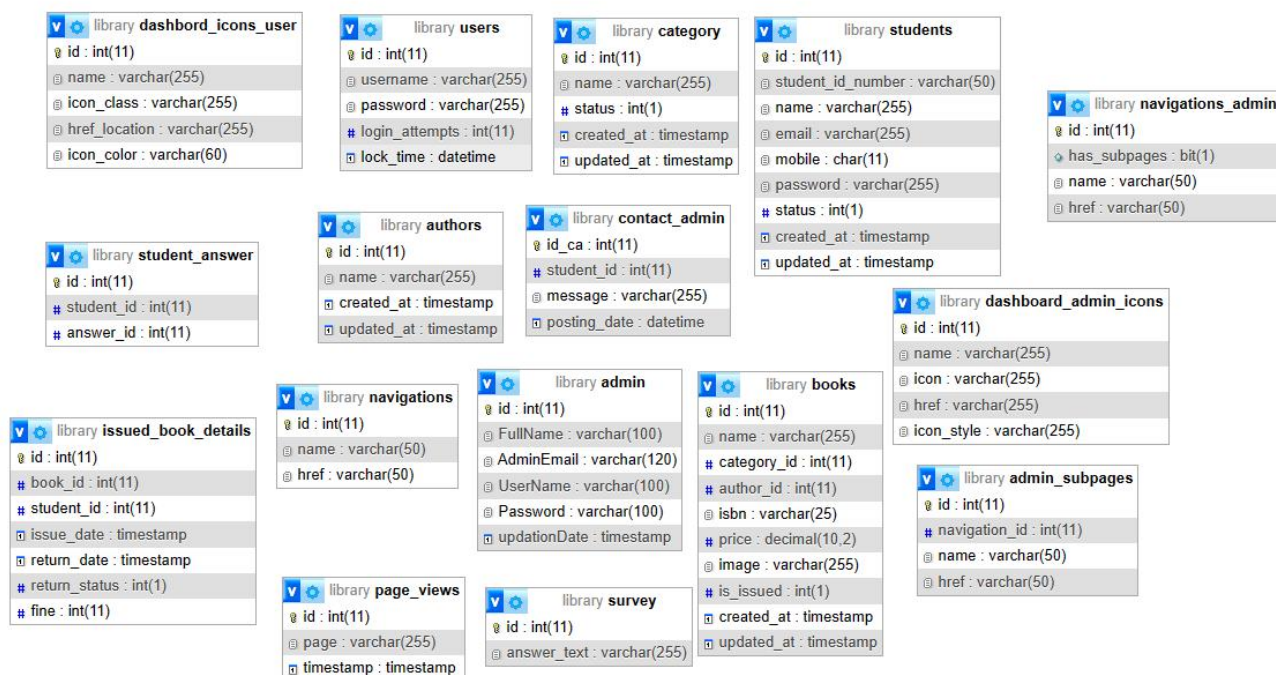 library dashbord_icons_user
id : int(11)
name : varchar(255)
icon_class : varchar(255)
href_location : varchar(255)
icon_color : varchar(60)
library users
id : int(11)
username : varchar(255)
password : varchar(255)
login_attempts : int(11)
lock_time : datetime
library category
id : int(11)
name : varchar(255)
status : int(1)
created_at : timestamp
updated_at : timestamp
library students
id : int(11)
student_id_number : varchar(50)
name : varchar(255)
email : varchar(255)
mobile : char(11)
password : varchar(255)
status : int(1)
created_at : timestamp
updated_at : timestamp
library navigations_admin
id : int(11)
has_subpages : bit(1)
name : varchar(50)
href : varchar(50)
library student_answer
id : int(11)
student_id : int(11)
answer_id : int(11)
library authors
id : int(11)
name : varchar(255)
created_at : timestamp
updated_at : timestamp
library contact_admin
id_ca : int(11)
student_id : int(11)
message : varchar(255)
posting_date : datetime
library dashboard_admin_icons
id : int(11)
name : varchar(255)
icon : varchar(255)
href : varchar(255)
icon_style : varchar(255)
library issued_book_details
id : int(11)
book_id : int(11)
student_id : int(11)
issue_date : timestamp
return_date : timestamp
return_status : int(1)
fine : int(11)
library navigations
id : int(11)
name : varchar(50)
href : varchar(50)
library admin
id : int(11)
FullName : varchar(100)
AdminEmail : varchar(120)
UserName : varchar(100)
Password : varchar(100)
updationDate : timestamp
library books
id : int(11)
name : varchar(255)
category_id : int(11)
author_id : int(11)
isbn : varchar(25)
price : decimal(10,2)
image : varchar(255)
is_issued : int(1)
created_at : timestamp
updated_at : timestamp
library admin_subpages
id : int(11)
navigation_id : int(11)
name : varchar(50)
href : varchar(50)
library page_views
id : int(11)
page : varchar(255)
timestamp : timestamp
library survey
id : int(11)
answer_text : varchar(255)